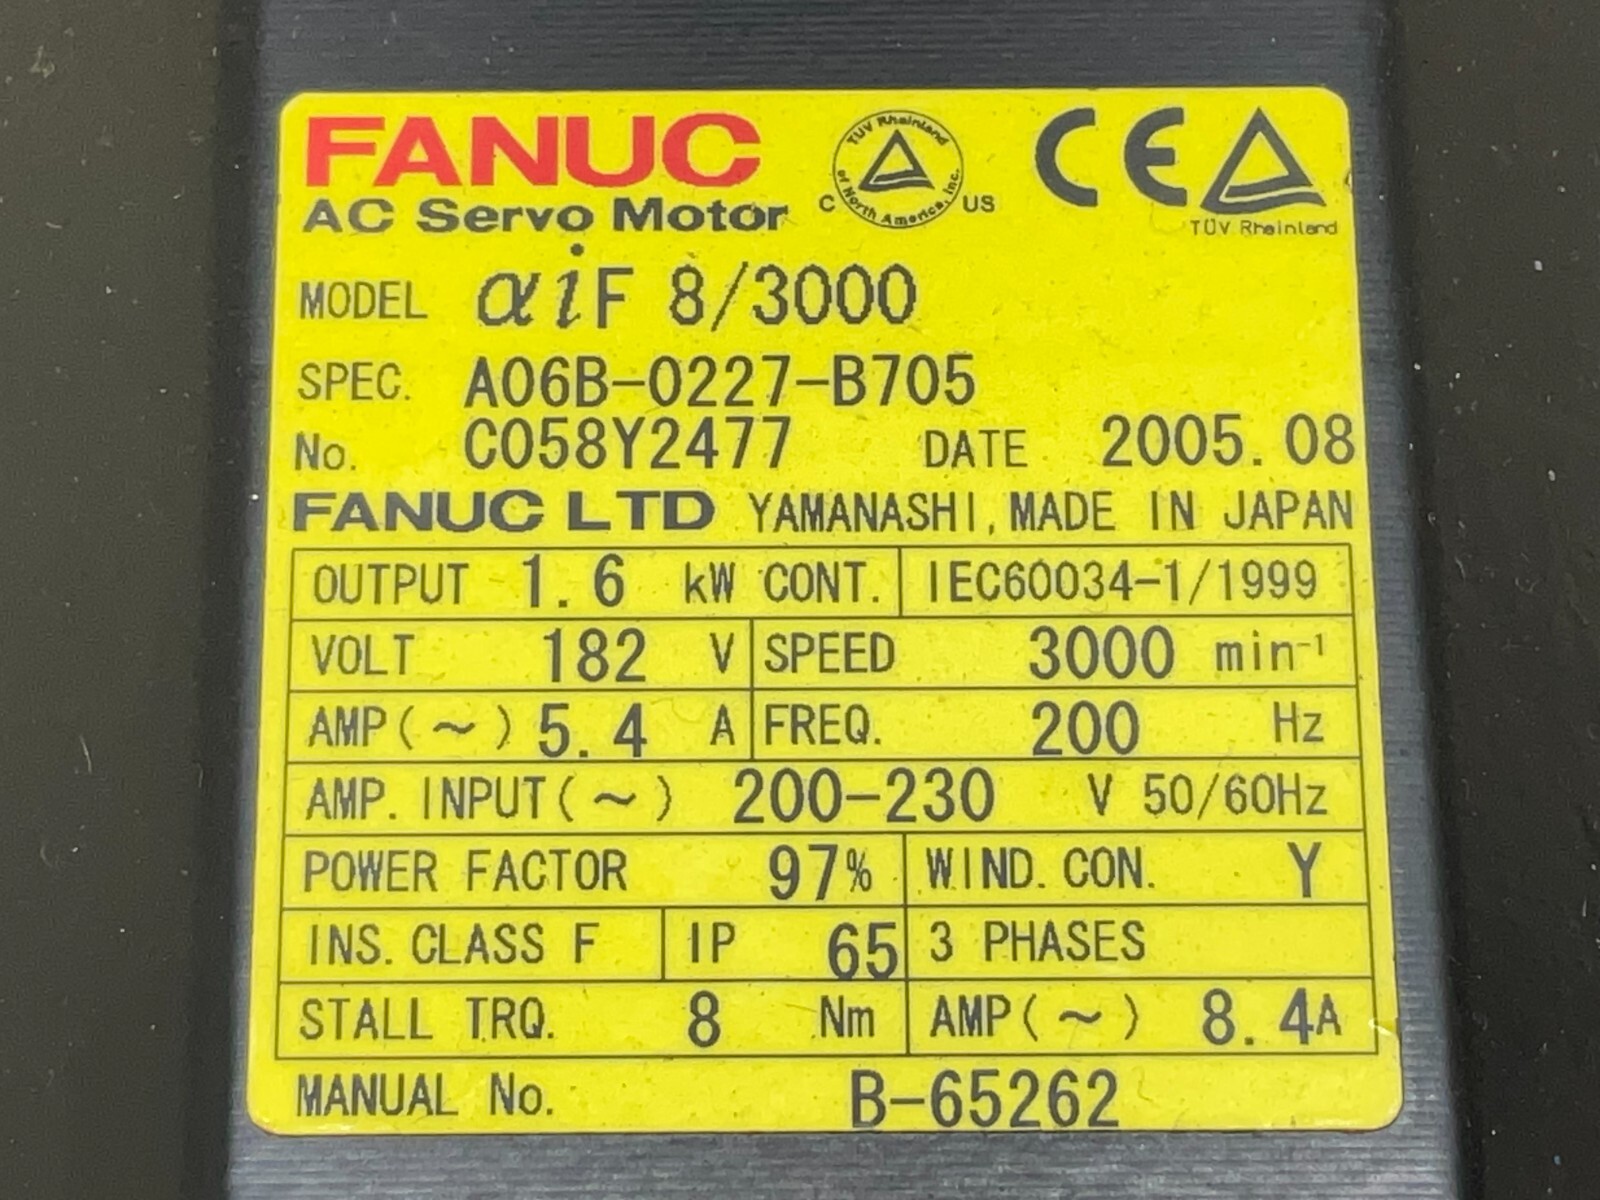 FANUC
AC Servo Motor
TÜV Rheinland
of North America, Inc.
C US
CE
TÜV Rheinland
MODEL αiF 8/3000
SPEC. A06B-0227-B705
No. C058Y2477 DATE 2005.08
FANUC LTD YAMANASHI, MADE IN JAPAN
OUTPUT 1.6 kW CONT. IEC60034-1/1999
VOLT 182 V SPEED 3000 min⁻¹
AMP(~) 5.4 A FREQ. 200 Hz
AMP. INPUT(~) 200-230 V 50/60Hz
POWER FACTOR 97% WIND. CON. Y
INS. CLASS F IP 65 3 PHASES
STALL TRQ. 8 Nm AMP(~) 8.4A
MANUAL No. B-65262